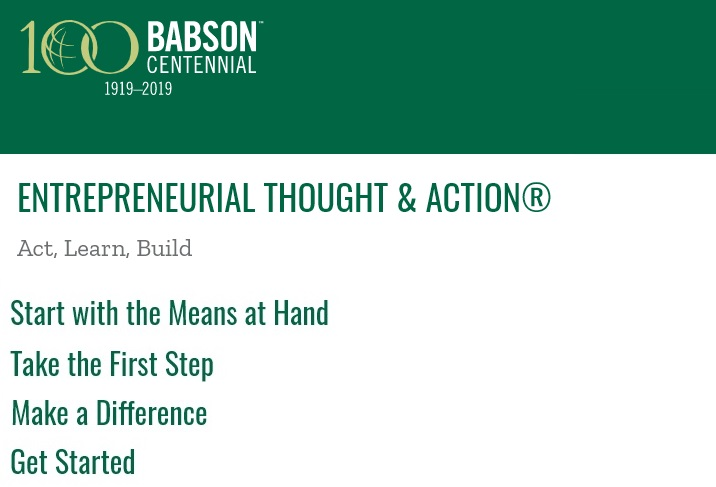 100 BABSON™
CENTENNIAL
1919–2019
ENTREPRENEURIAL THOUGHT & ACTION®
Act, Learn, Build
Start with the Means at Hand
Take the First Step
Make a Difference
Get Started